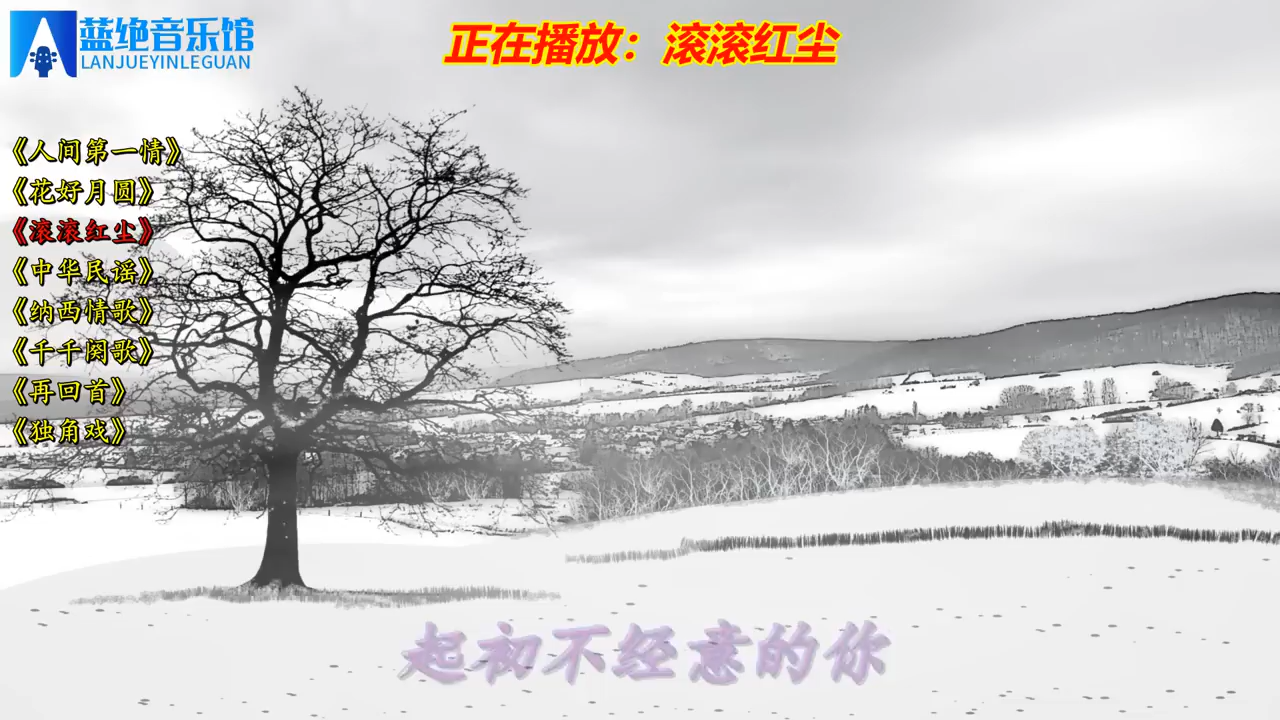 蓝绝音乐馆
LANJUEYINLEGUAN
正在播放：滚滚红尘
《人间第一情》
《花好月圆》
《滚滚红尘》
《中华民谣》
《纳西情歌》
《千千阕歌》
《再回首》
《独角戏》
起初不经意的你